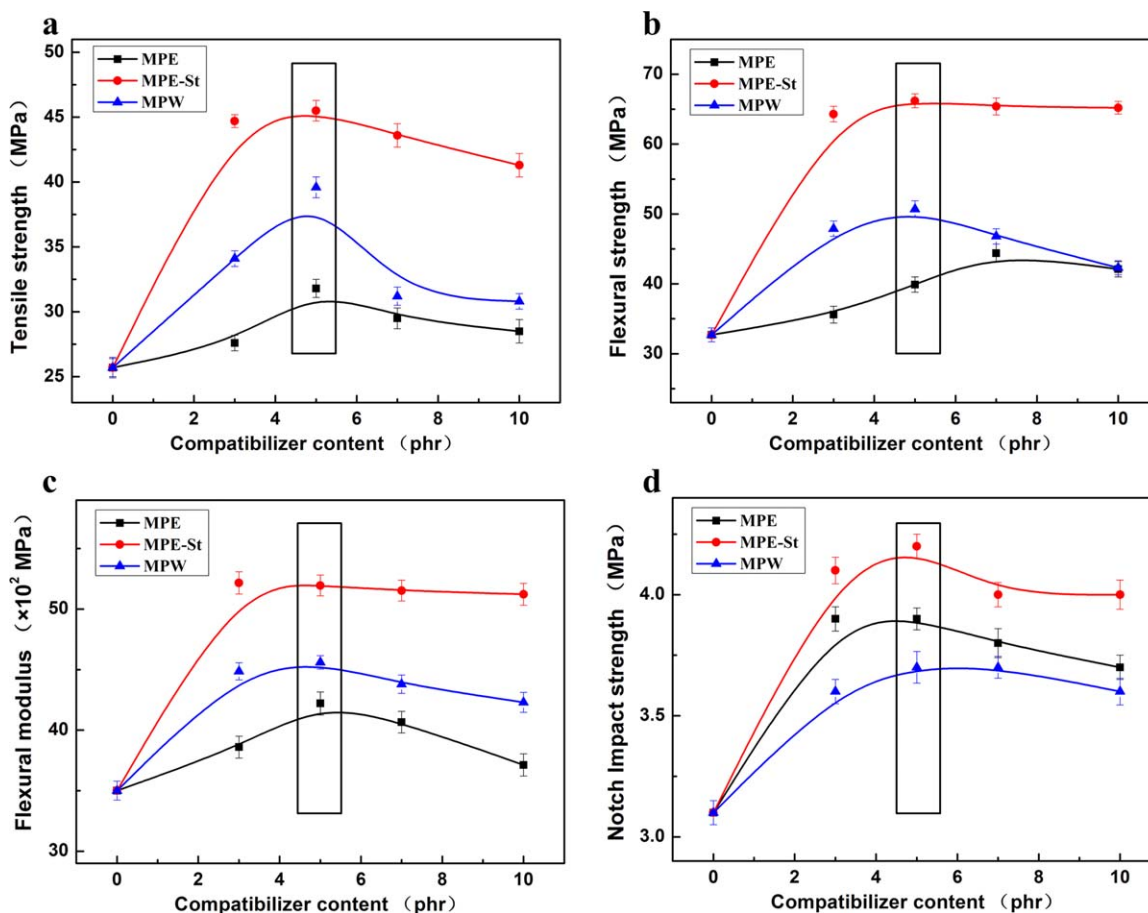 a
MPE
MPE-St
MPW
Tensile strength (MPa)
50
45
40
35
30
25
0
2
4
6
8
10
Compatibilizer content (phr)
b
MPE
MPE-St
MPW
Flexural strength (MPa)
70
60
50
40
30
0
2
4
6
8
10
Compatibilizer content (phr)
c
MPE
MPE-St
MPW
Flexural modulus (×10² MPa)
50
40
30
0
2
4
6
8
10
Compatibilizer content (phr)
d
MPE
MPE-St
MPW
Notch Impact strength (MPa)
4.0
3.5
3.0
0
2
4
6
8
10
Compatibilizer content (phr)